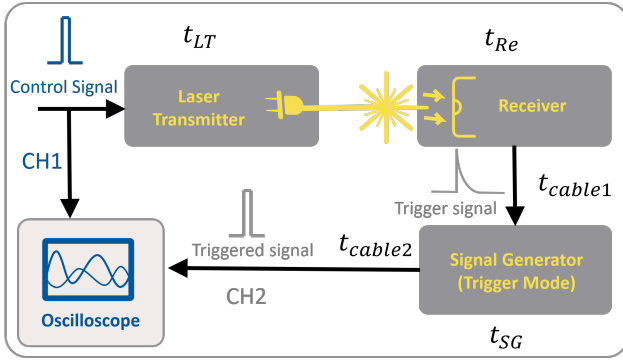 t_LT
t_Re
Control Signal
Laser
Transmitter
Receiver
CH1
Trigger signal
t_cable1
Triggered signal
t_cable2
CH2
Signal Generator
(Trigger Mode)
Oscilloscope
t_SG